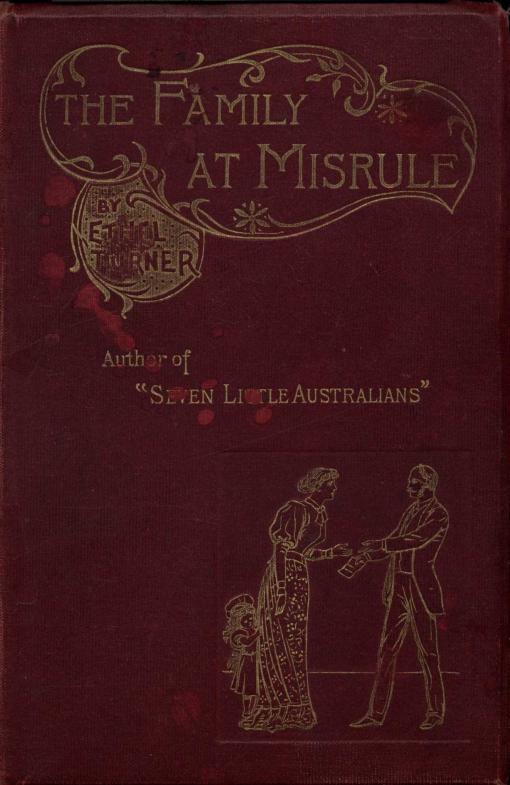 THE FAMILY
AT MISRULE
BY
ETHEL
TURNER
Author of
"SEVEN LITTLE AUSTRALIANS"